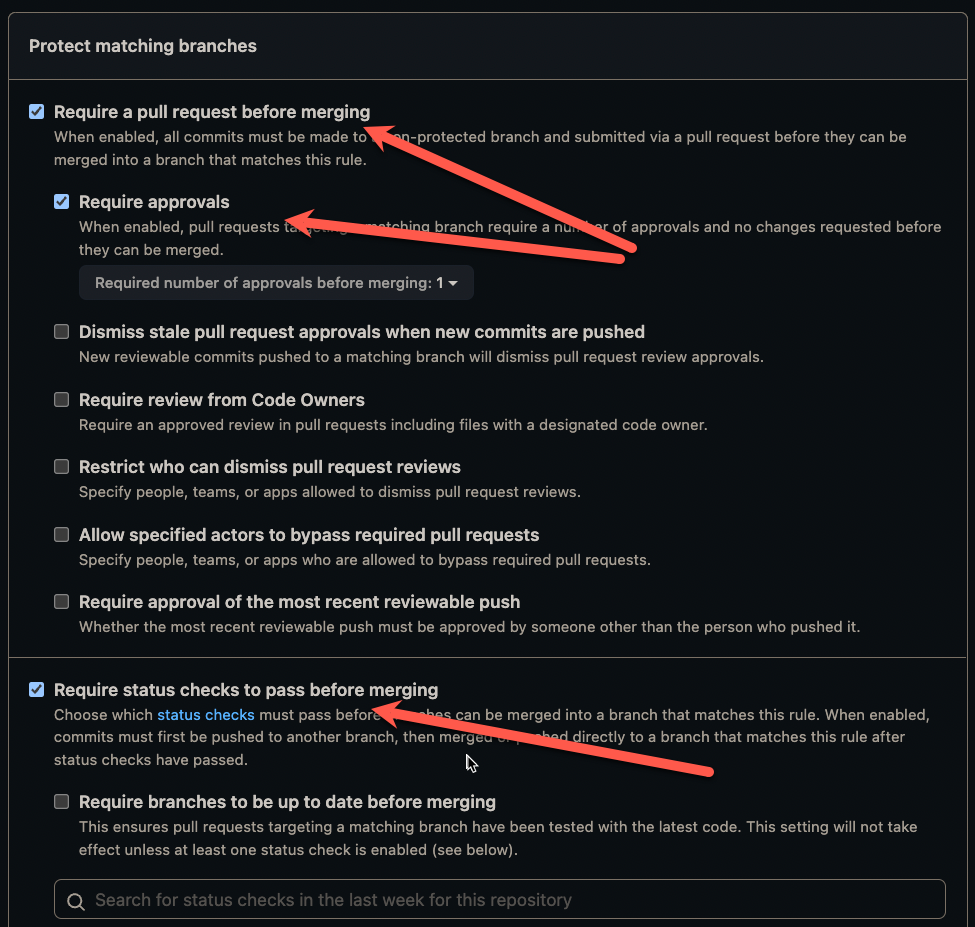 Protect matching branches
Require a pull request before merging
When enabled, all commits must be made to non-protected branch and submitted via a pull request before they can be
merged into a branch that matches this rule.
Require approvals
When enabled, pull requests targeting matching branch require a number of approvals and no changes requested before
they can be merged.
Required number of approvals before merging: 1
Dismiss stale pull request approvals when new commits are pushed
New reviewable commits pushed to a matching branch will dismiss pull request review approvals.
Require review from Code Owners
Require an approved review in pull requests including files with a designated code owner.
Restrict who can dismiss pull request reviews
Specify people, teams, or apps allowed to dismiss pull request reviews.
Allow specified actors to bypass required pull requests
Specify people, teams, or apps who are allowed to bypass required pull requests.
Require approval of the most recent reviewable push
Whether the most recent reviewable push must be approved by someone other than the person who pushed it.
Require status checks to pass before merging
Choose which status checks must pass before branches can be merged into a branch that matches this rule. When enabled,
commits must first be pushed to another branch, then merged or pushed directly to a branch that matches this rule after
status checks have passed.
Require branches to be up to date before merging
This ensures pull requests targeting a matching branch have been tested with the latest code. This setting will not take
effect unless at least one status check is enabled (see below).
Search for status checks in the last week for this repository